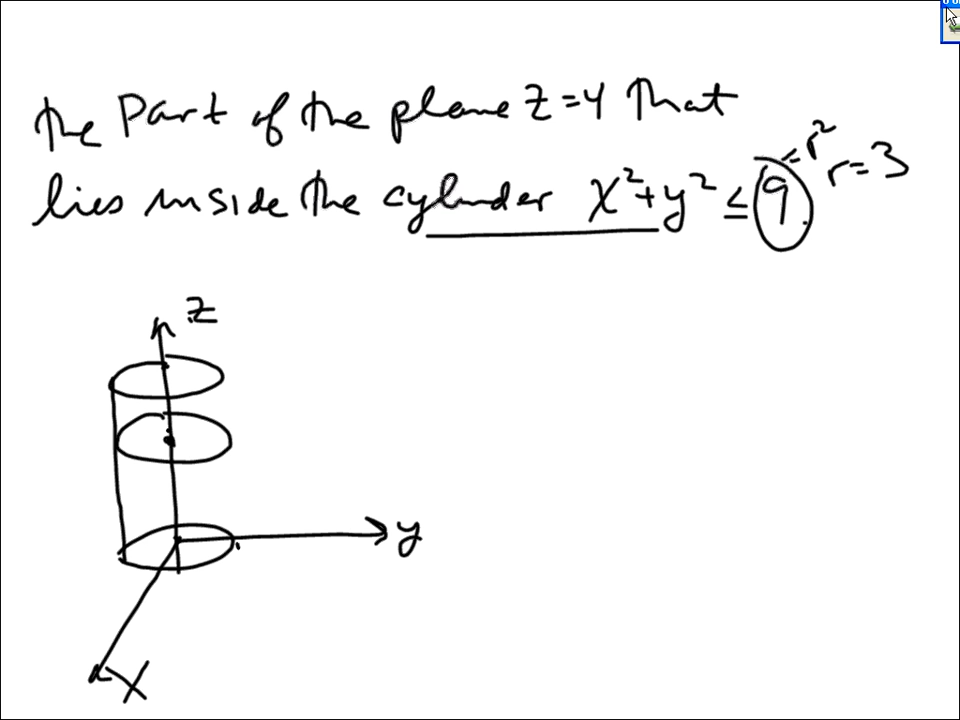 the Part of the plane z = 4 that
lies inside the cylinder x² + y² ≤ 9 = r² r = 3
z
y
x